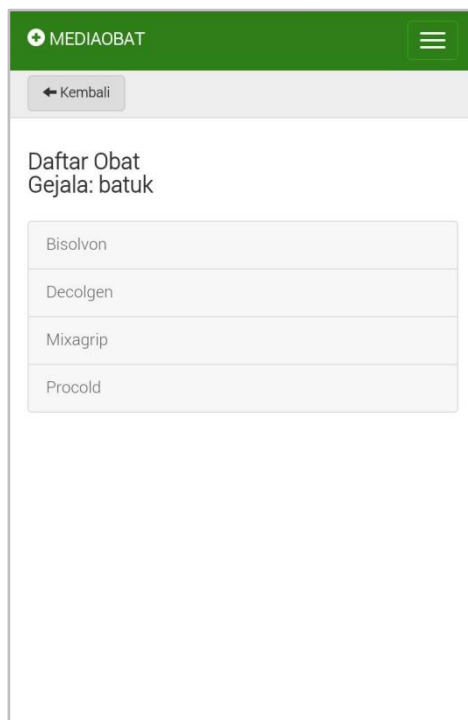 MEDIAOBAT
Kembali
Daftar Obat
Gejala: batuk
Bisolvon
Decolgen
Mixagrip
Procold